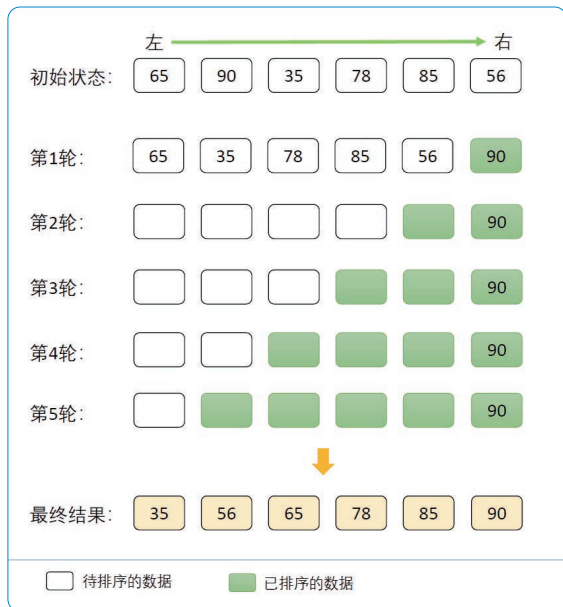 左 右
初始状态: 65 90 35 78 85 56
第1轮: 65 35 78 85 56 90
第2轮: 90
第3轮: 90
第4轮: 90
第5轮: 90
最终结果: 35 56 65 78 85 90
待排序的数据 已排序的数据